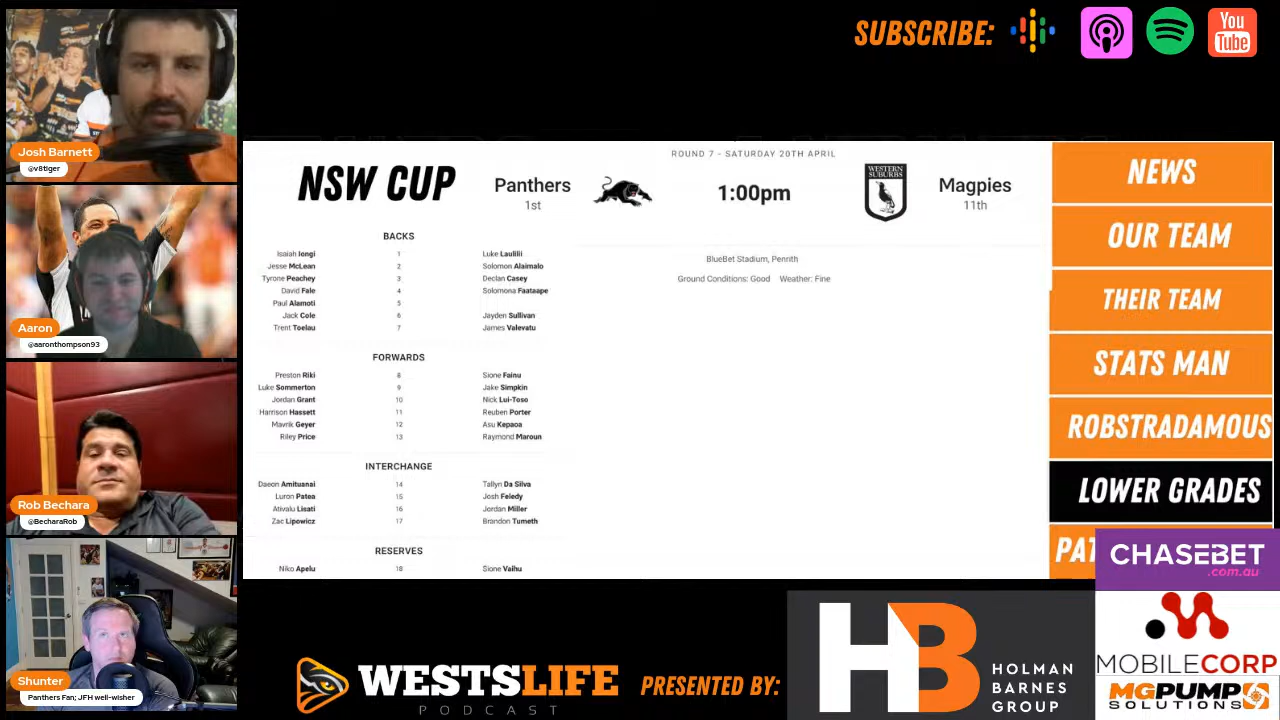 SUBSCRIBE:
You
Tube
Josh Barnett
@v8tiger
Aaron
@aaronthompson93
Rob Bechara
@BecharaRob
Shunter
Panthers Fan; JFH well-wisher
ROUND 7 - SATURDAY 20TH APRIL
NSW CUP
Panthers
1st
1:00pm
WESTERN
SUBURBS
Magpies
11th
BlueBet Stadium, Penrith
Ground Conditions: Good Weather: Fine
BACKS
Isaiah Iongi 1 Luke Laulilii
Jesse McLean 2 Solomon Alaimalo
Tyrone Peachey 3 Declan Casey
David Fale 4 Solomona Faataape
Paul Alamoti 5
Jack Cole 6 Jayden Sullivan
Trent Toelau 7 James Valevatu
FORWARDS
Preston Riki 8 Sione Fainu
Luke Sommerton 9 Jake Simpkin
Jordan Grant 10 Nick Lui-Toso
Harrison Hassett 11 Reuben Porter
Mavrik Geyer 12 Asu Kepaoa
Riley Price 13 Raymond Maroun
INTERCHANGE
Daeon Amituanai 14 Tallyn Da Silva
Luron Patea 15 Josh Feledy
Ativalu Lisati 16 Jordan Miller
Zac Lipowicz 17 Brandon Tumeth
RESERVES
Niko Apelu 18 Sione Vaihu
NEWS
OUR TEAM
THEIR TEAM
STATS MAN
ROBSTRADAMOUS
LOWER GRADES
PAT
CHASEBET
.com.au
WESTSLIFE
PODCAST
PRESENTED BY:
HB
HOLMAN
BARNES
GROUP
MOBILECORP
MGPUMP
SOLUTIONS